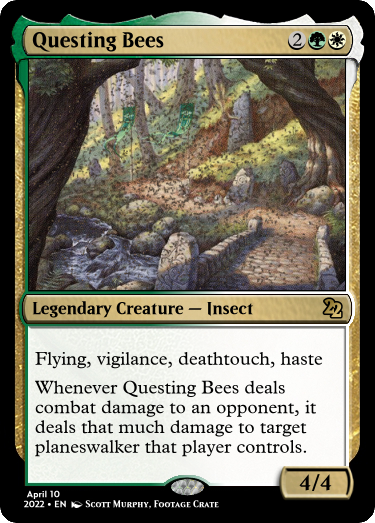 Questing Bees 2
Legendary Creature — Insect
Flying, vigilance, deathtouch, haste
Whenever Questing Bees deals
combat damage to an opponent, it
deals that much damage to target
planeswalker that player controls.
4/4
April 10
2022 • EN Scott Murphy, Footage Crate